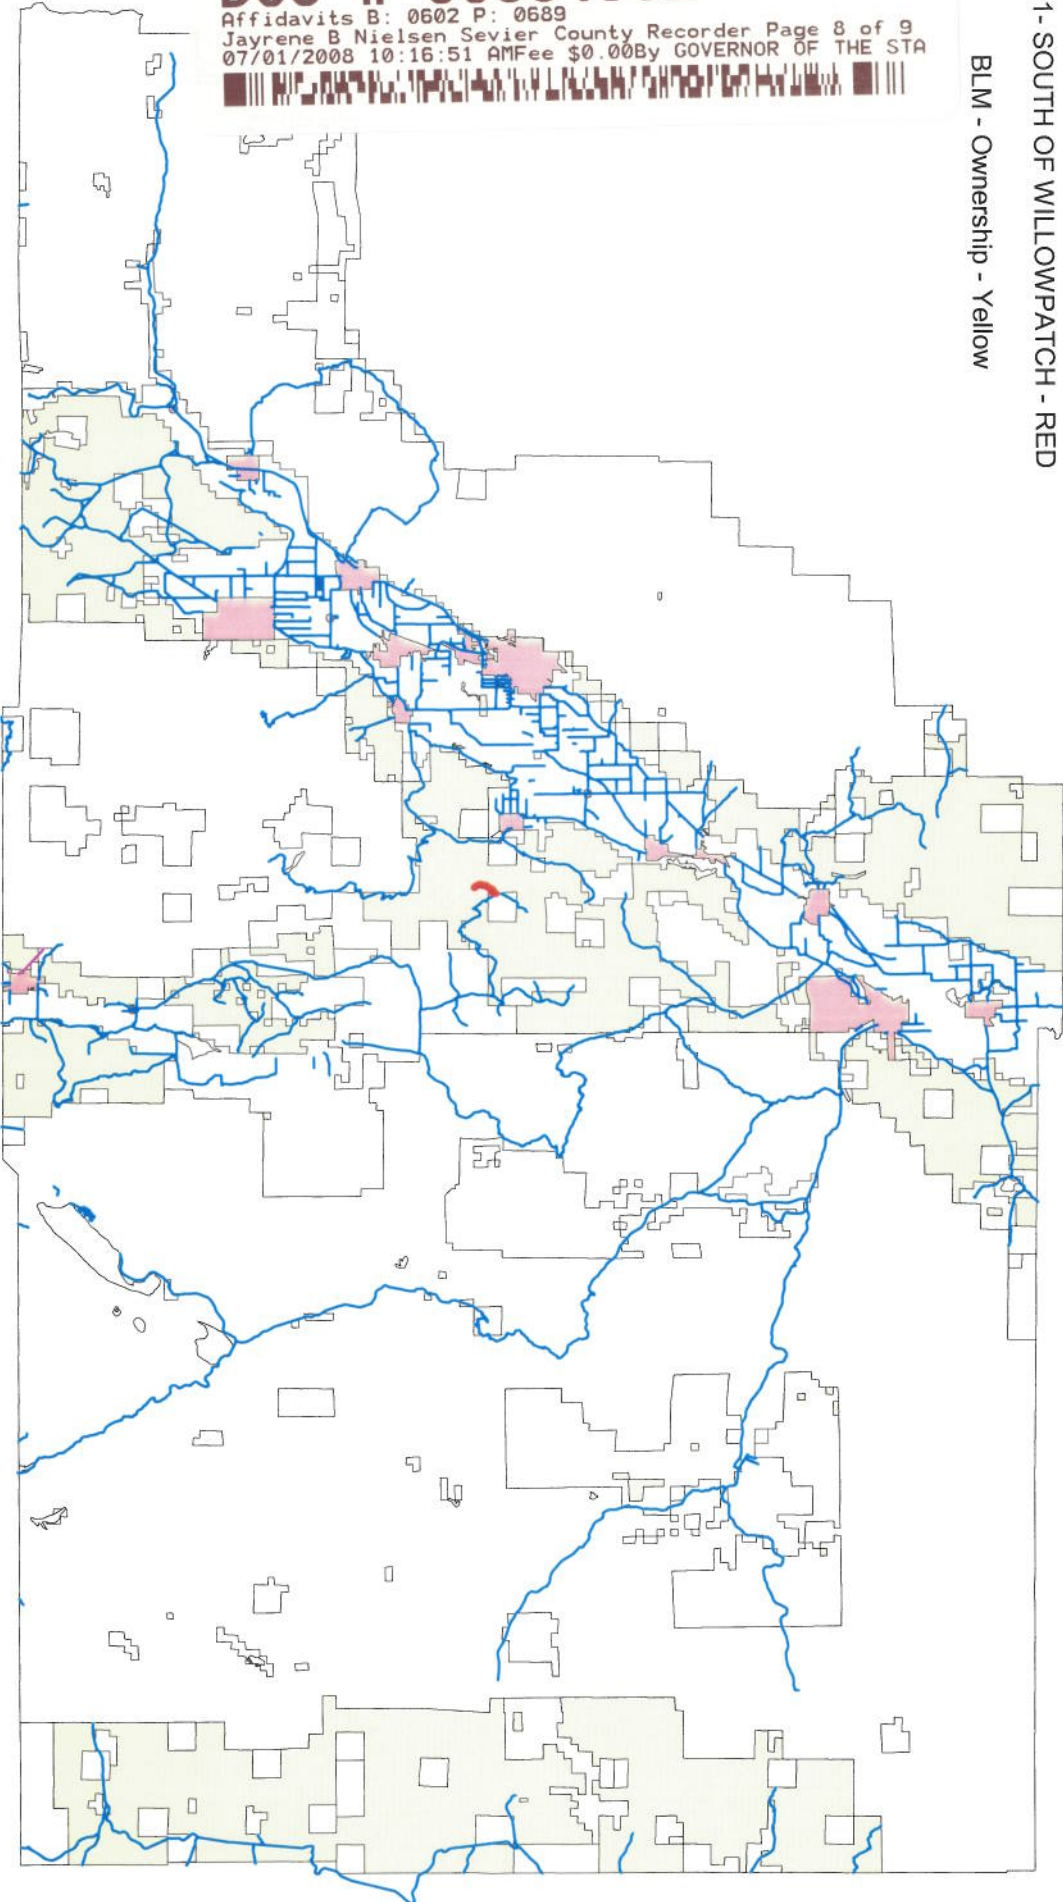 Affidavits B: 0602 P: 0689
Jayrene B Nielsen Sevier County Recorder Page 8 of 9
07/01/2008 10:16:51 AMFee $0.00By GOVERNOR OF THE STA
1- SOUTH OF WILLOWPATCH - RED
BLM - Ownership - Yellow